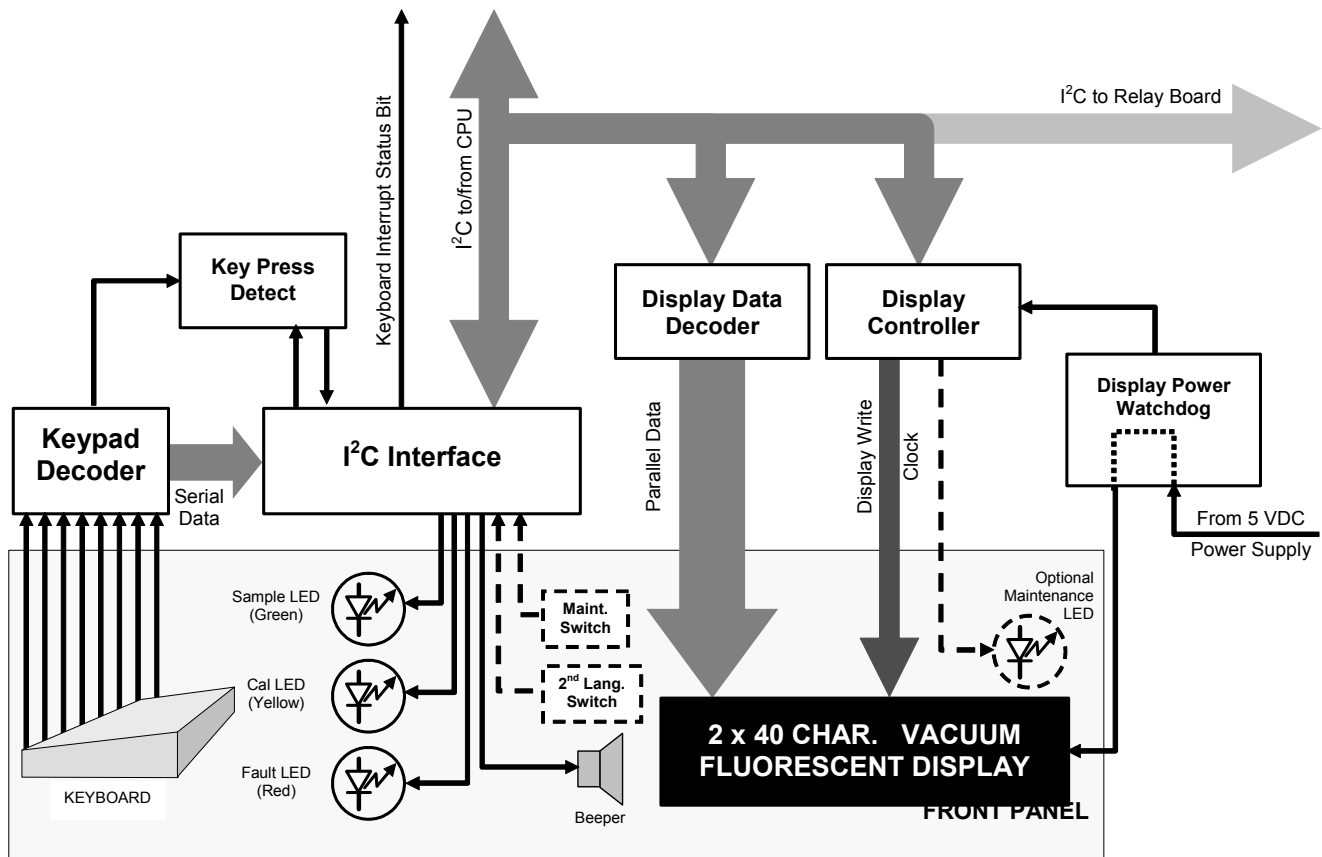 I²C to Relay Board
Keyboard Interrupt Status Bit
I²C to/from CPU
Key Press
Detect
Display Data
Decoder
Display
Controller
Display Power
Watchdog
Keypad
Decoder
Serial
Data
I²C Interface
Parallel Data
Display Write
Clock
From 5 VDC
Power Supply
Sample LED
(Green)
Cal LED
(Yellow)
Fault LED
(Red)
Maint.
Switch
2nd Lang.
Switch
Optional
Maintenance
LED
KEYBOARD
Beeper
2 x 40 CHAR. VACUUM
FLUORESCENT DISPLAY
FRONT PANEL